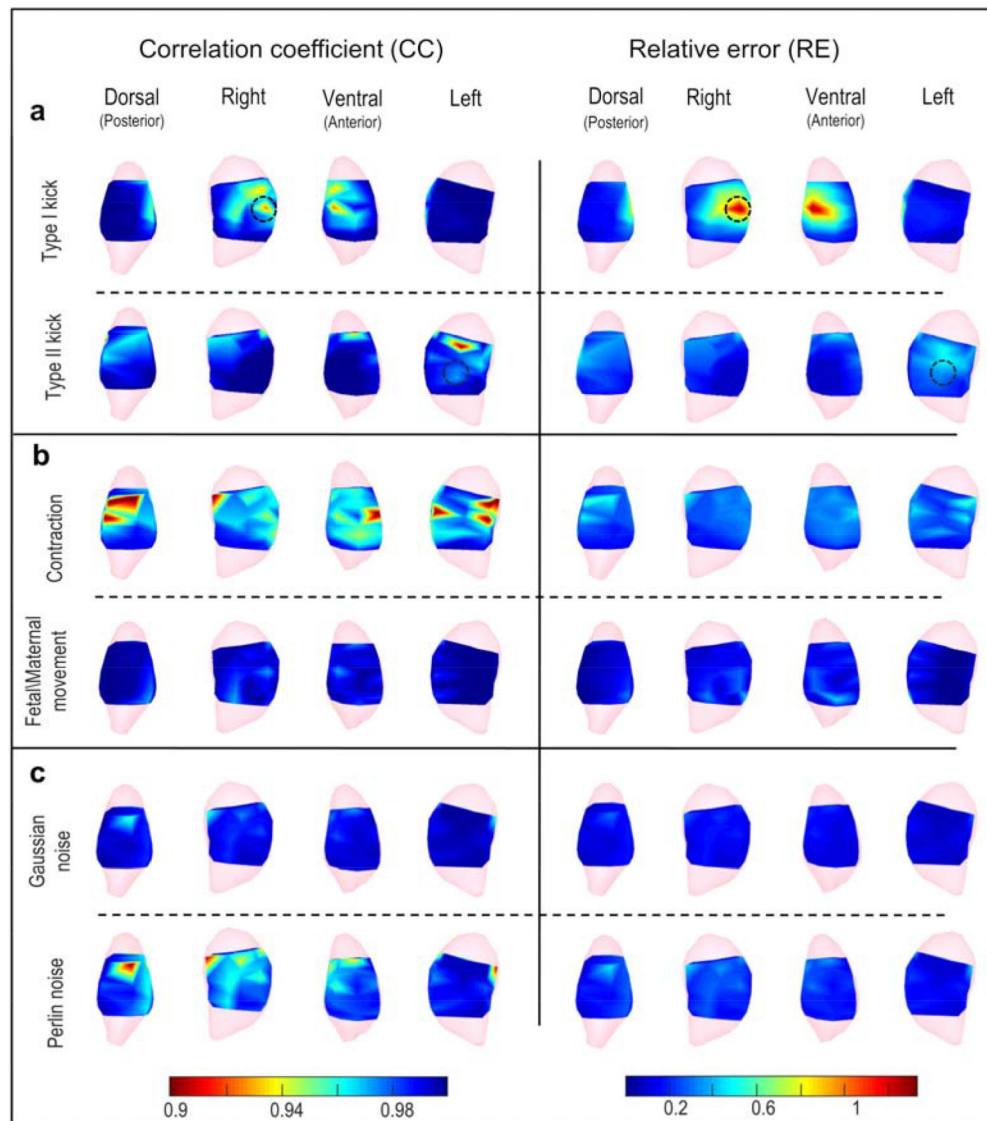 Correlation coefficient (CC) Relative error (RE)
a
Dorsal Right Ventral Left Dorsal Right Ventral Left
(Posterior) (Anterior) (Posterior) (Anterior)
Type I kick
Type II kick
b
Contraction
Fetal\Maternal
movement
c
Gaussian
noise
Perlin noise
0.9 0.94 0.98 0.2 0.6 1